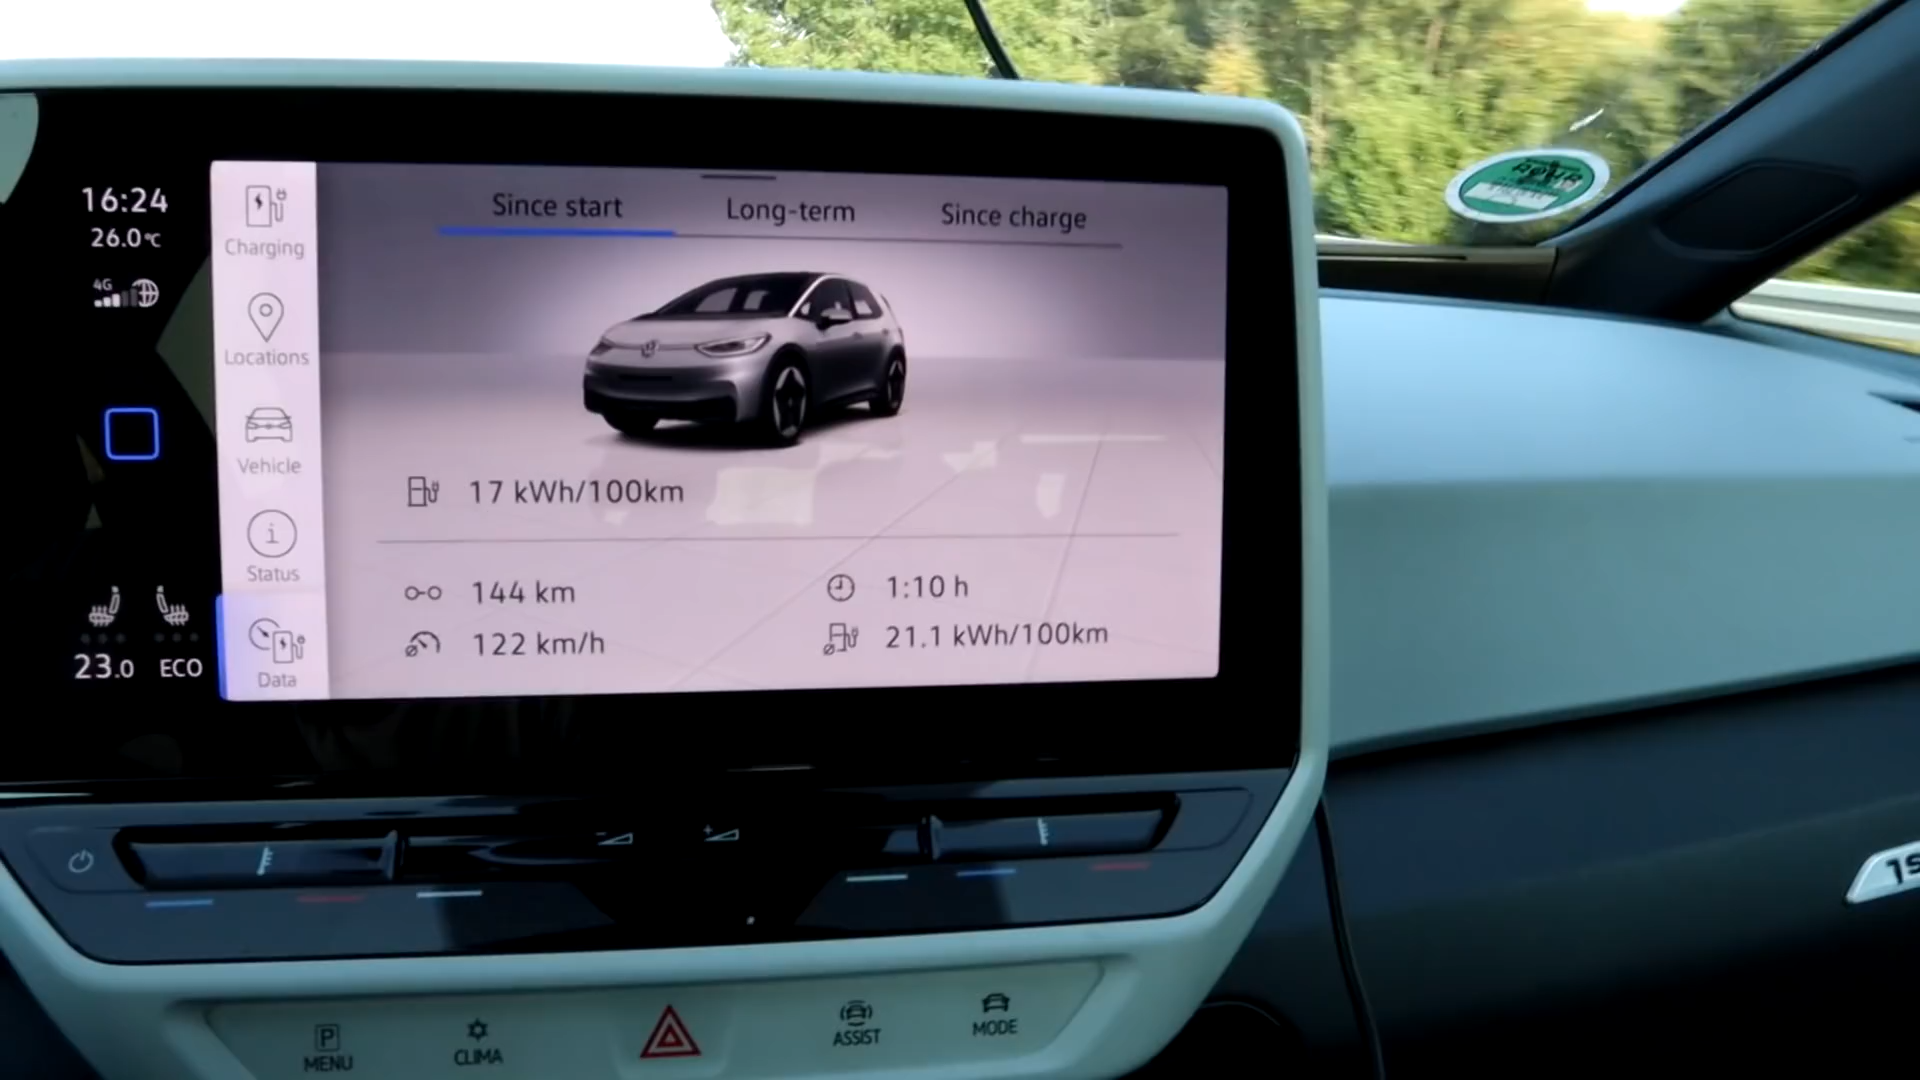 16:24
26.0°C
4G
23.0 ECO
Charging
Locations
Vehicle
Status
Data
Since start Long-term Since charge
17 kWh/100km
144 km 1:10 h
122 km/h 21.1 kWh/100km
P
MENU
CLIMA
ASSIST
MODE